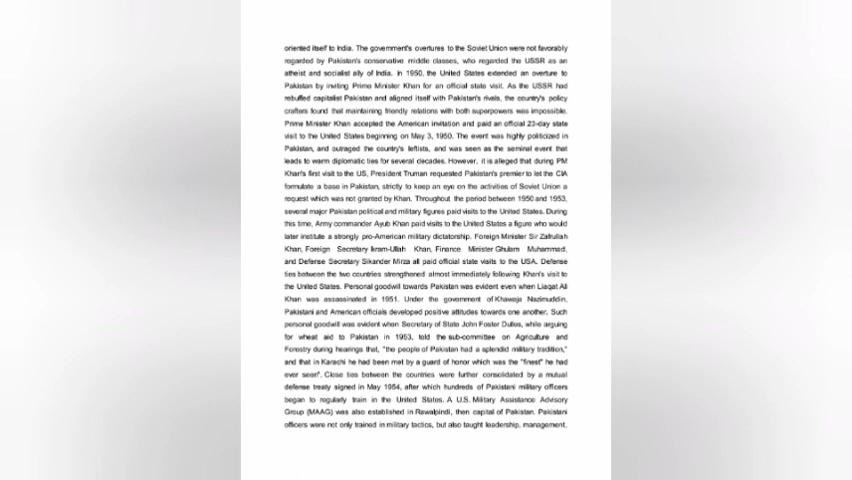 oriented itself to India. The government's overtures to the Soviet Union were not favorably
regarded by Pakistan's conservative middle classes, who regarded the USSR as an
atheist and socialist ally of India. In 1950, the United States extended an overture to
Pakistan by inviting Prime Minister Khan for an official state visit. As the USSR had
rebuffed capitalist Pakistan and aligned itself with Pakistan's rivels, the country's policy
crafters found that maintaining friendly relations with both superpowers was impossible.
Prime Minister Khan accepted the American invitation and paid an official 23-day state
visit to the United States beginning on May 3, 1950. The event was highly politicized in
Pakistan, and outraged the country's leftists, and was seen as the seminal event that
leads to warm diplomatic ties for several decades. However, it is alleged that during PM
Khan's first visit to the US, President Truman requested Pakistan's premier to let the CIA
formulate a base in Pakistan, strictly to keep an eye on the activities of Soviet Union a
request which was not granted by Khan. Throughout the period between 1950 and 1953,
several major Pakistan political and military figures paid visits to the United States. During
this time, Army commander Ayub Khan paid visits to the United States a figure who would
later institute a strongly pro-American military dictatorship. Foreign Minister Sir Zafrullah
Khan, Foreign Secretary Ikram-Ullah Khan, Finance Minister Ghulam Muhammad,
and Defense Secretary Sikander Mirza all paid official state visits to the USA. Defense
ties between the two countries strengthened almost immediately following Khan's visit to
the United States. Personal goodwill towards Pakistan was evident even when Liaqat Ali
Khan was assassinated in 1951. Under the government of Khawaja Nazimuddin,
Pakistani and American officials developed positive attitudes towards one another. Such
personal goodwill was evident when Secretary of State John Foster Dulles, while arguing
for wheat aid to Pakistan in 1953, told the sub-committee on Agriculture and
Forestry during hearings that, "the people of Pakistan had a splendid military tradition,"
and that in Karachi he had been met by a guard of honor which was the "finest" he had
ever seen". Close ties between the countries were further consolidated by a mutual
defense treaty signed in May 1954, after which hundreds of Pakistani military officers
began to regularly train in the United States. A U.S. Military Assistance Advisory
Group (MAAG) was also established in Rawalpindi, then capital of Pakistan. Pakistani
officers were not only trained in military tactics, but also taught leadership, management,